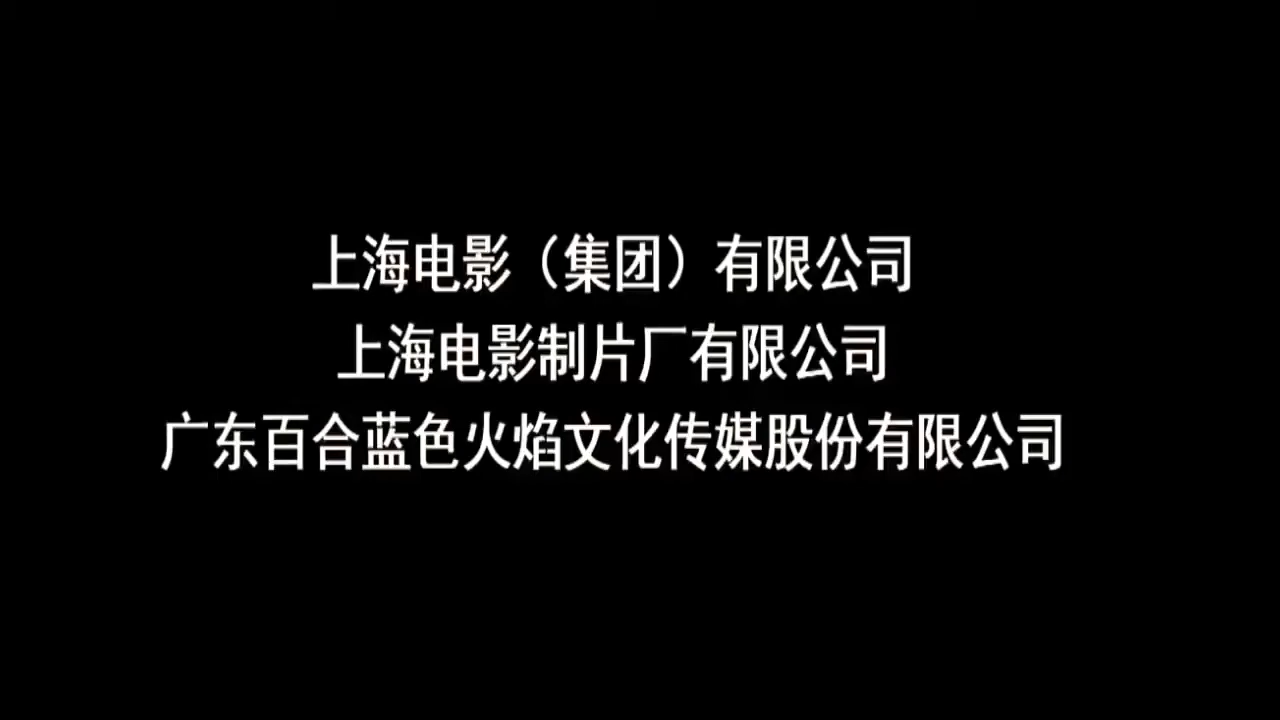 上海电影（集团）有限公司
上海电影制片厂有限公司
广东百合蓝色火焰文化传媒股份有限公司